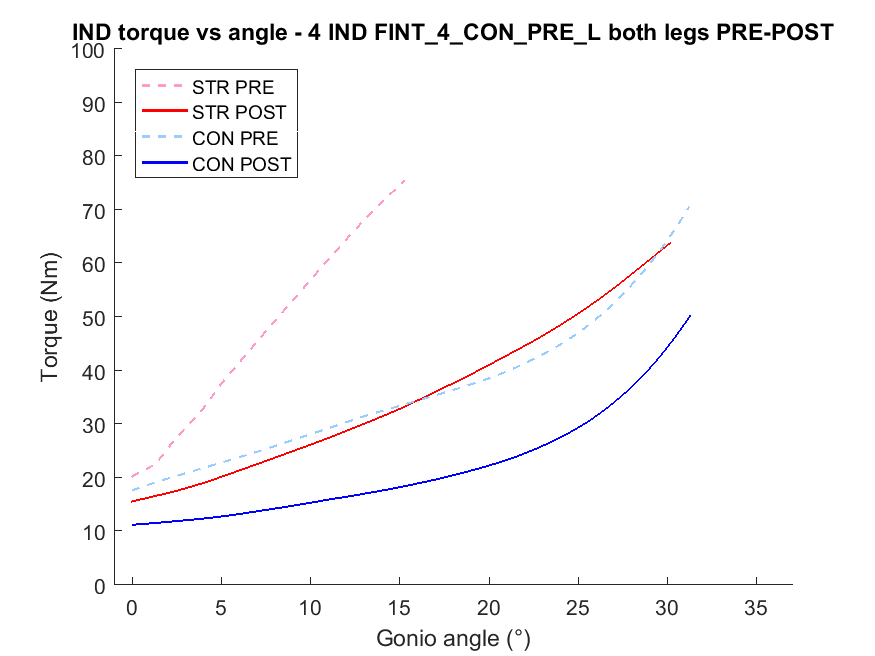 IND torque vs angle - 4 IND FINT_4_CON_PRE_L both legs PRE-POST
100
90
80
70
60
50
40
30
20
10
0
STR PRE
STR POST
CON PRE
CON POST
Torque (Nm)
0 5 10 15 20 25 30 35
Gonio angle (°)